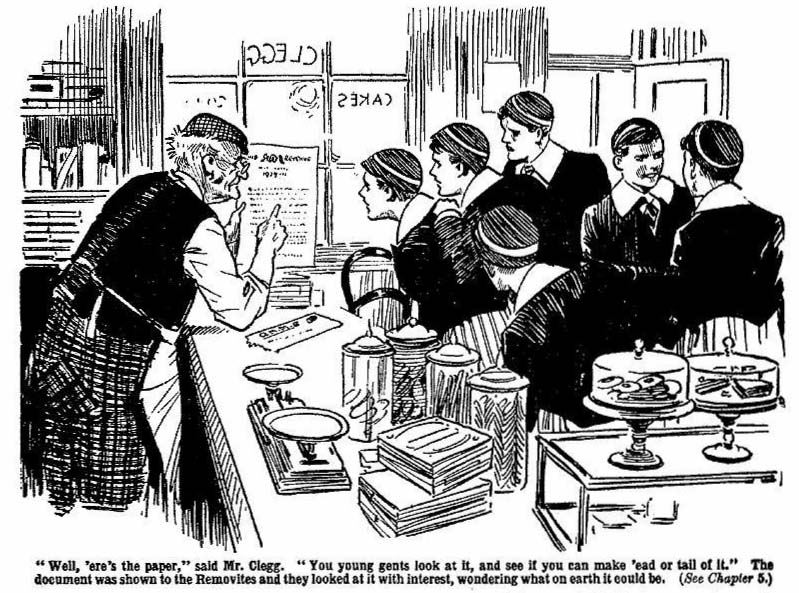 CLEGG
CAKES
REVENUE
"Well, 'ere's the paper," said Mr. Clegg. "You young gents look at it, and see if you can make 'ead or tail of it." The
document was shown to the Removites and they looked at it with interest, wondering what on earth it could be. (See Chapter 5.)